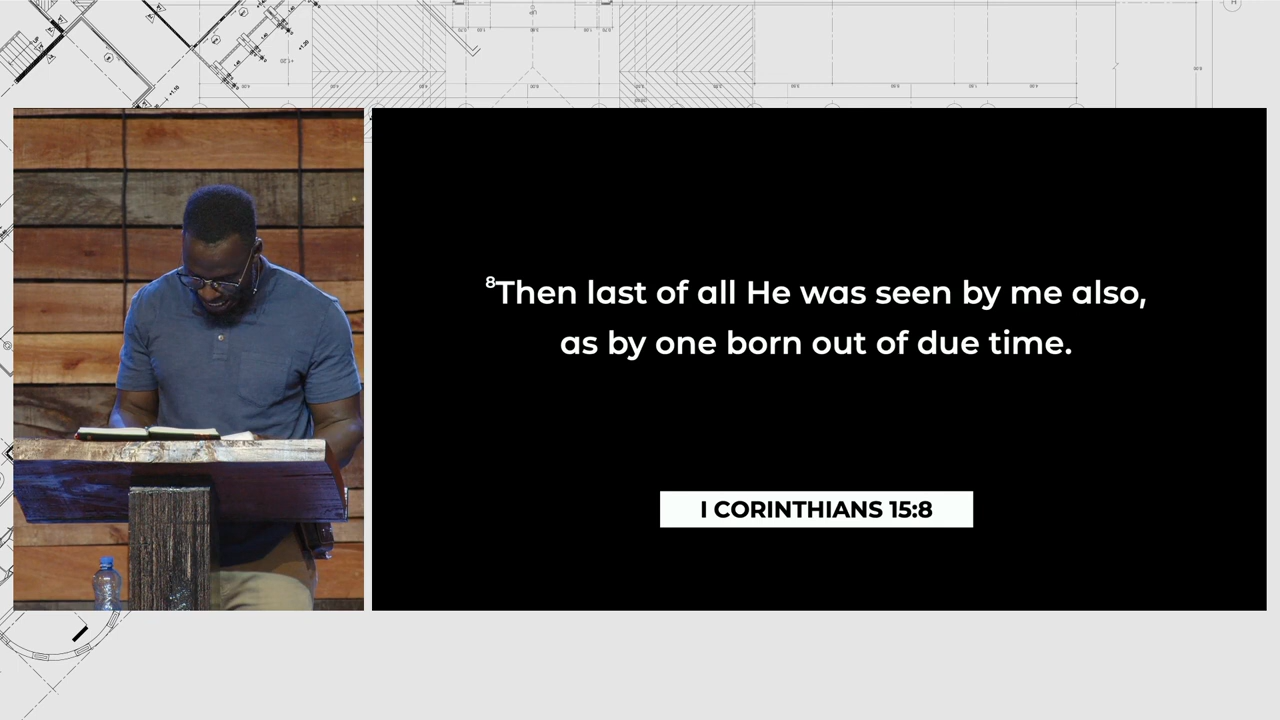 ⁸Then last of all He was seen by me also,
as by one born out of due time.
I CORINTHIANS 15:8